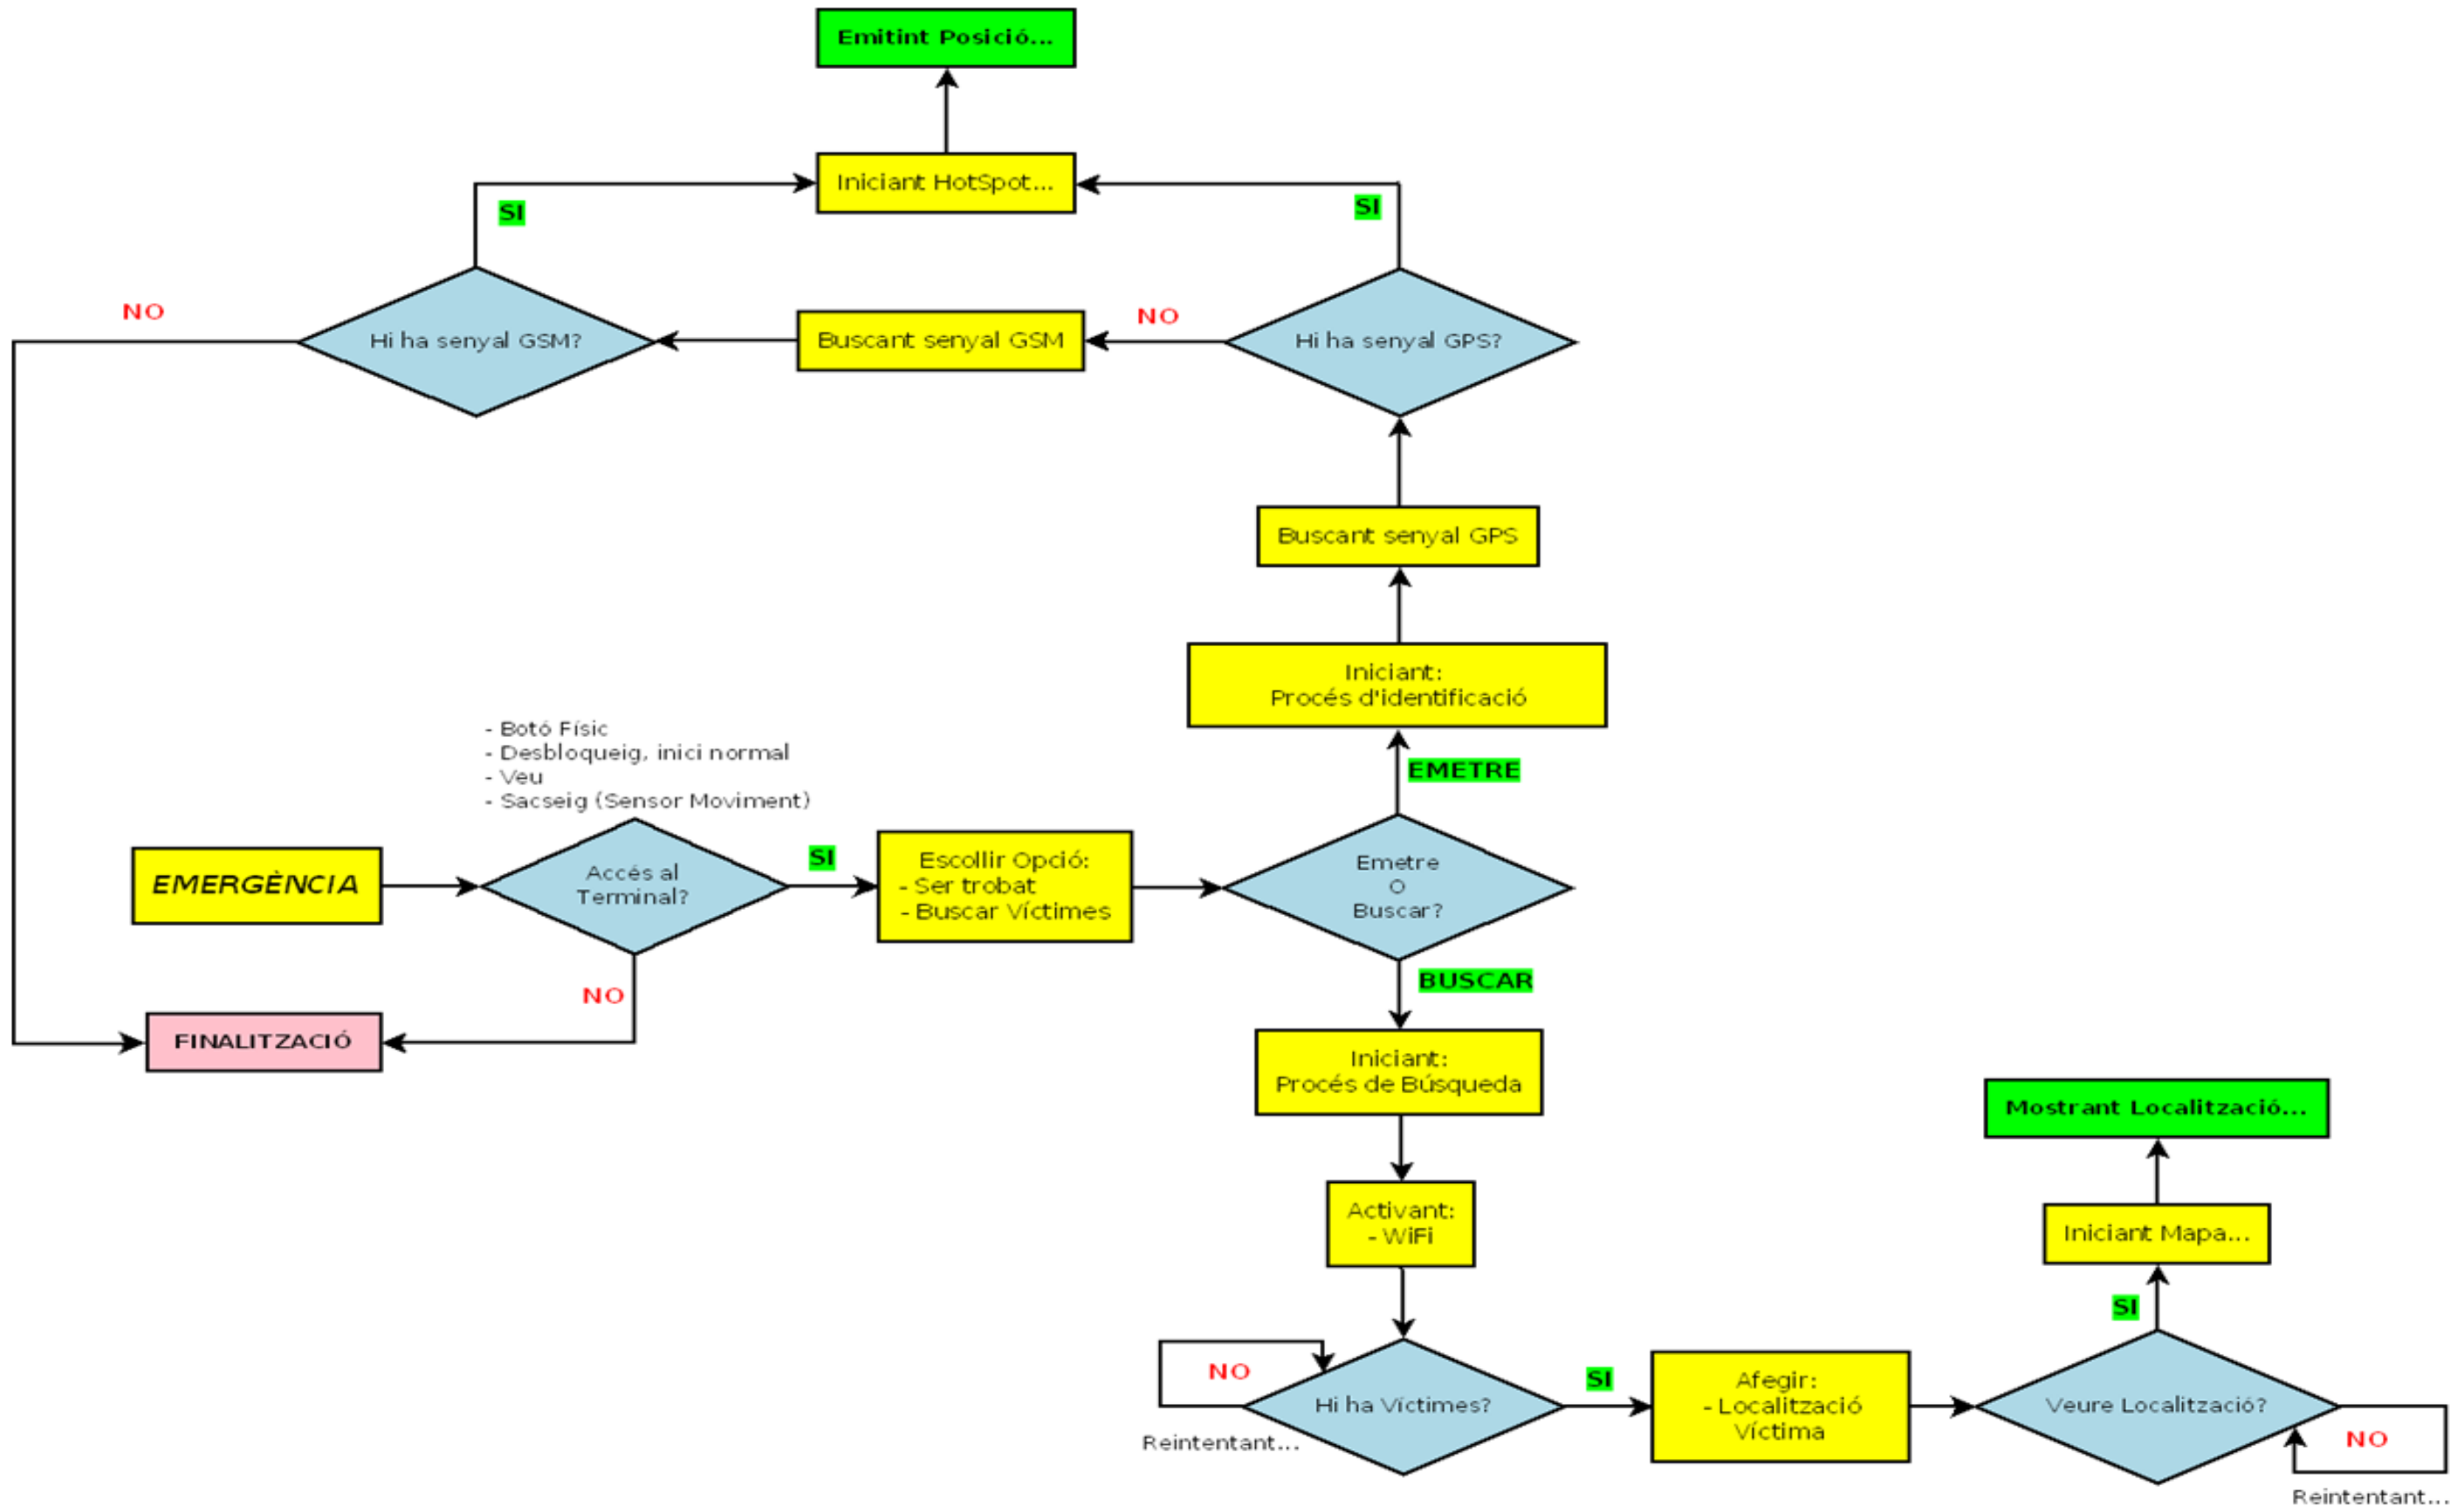 Emitint Posició...
Iniciant HotSpot...
SI
SI
NO
Hi ha senyal GSM?
Buscant senyal GSM
NO
Hi ha senyal GPS?
Buscant senyal GPS
Iniciant:
Procés d'identificació
- Botó Físic
- Desbloqueig, inici normal
- Veu
- Sacseig (Sensor Moviment)
EMETRE
EMERGÈNCIA
Accés al
Terminal?
SI
Escollir Opció:
- Ser trobat
- Buscar Víctimes
Emetre
O
Buscar?
NO
BUSCAR
FINALITZACIÓ
Iniciant:
Procés de Búsqueda
Activant:
- WiFi
Mostrant Localització...
Iniciant Mapa...
SI
NO
Hi ha Víctimes?
Reintentant...
SI
Afegir:
- Localització
Víctima
Veure Localització?
NO
Reintentant...